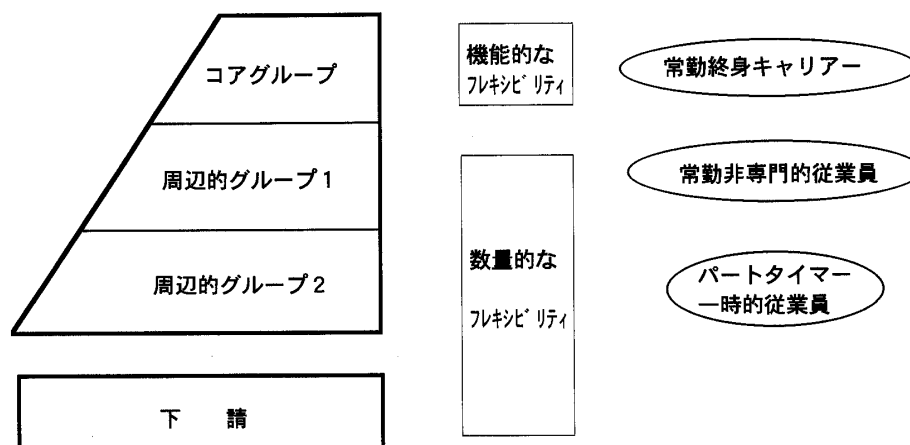 コアグループ
機能的な
フレキシビリティ
常勤終身キャリアー
周辺的グループ1
常勤非専門的従業員
周辺的グループ2
数量的な
フレキシビリティ
パートタイマー
一時的従業員
下 請